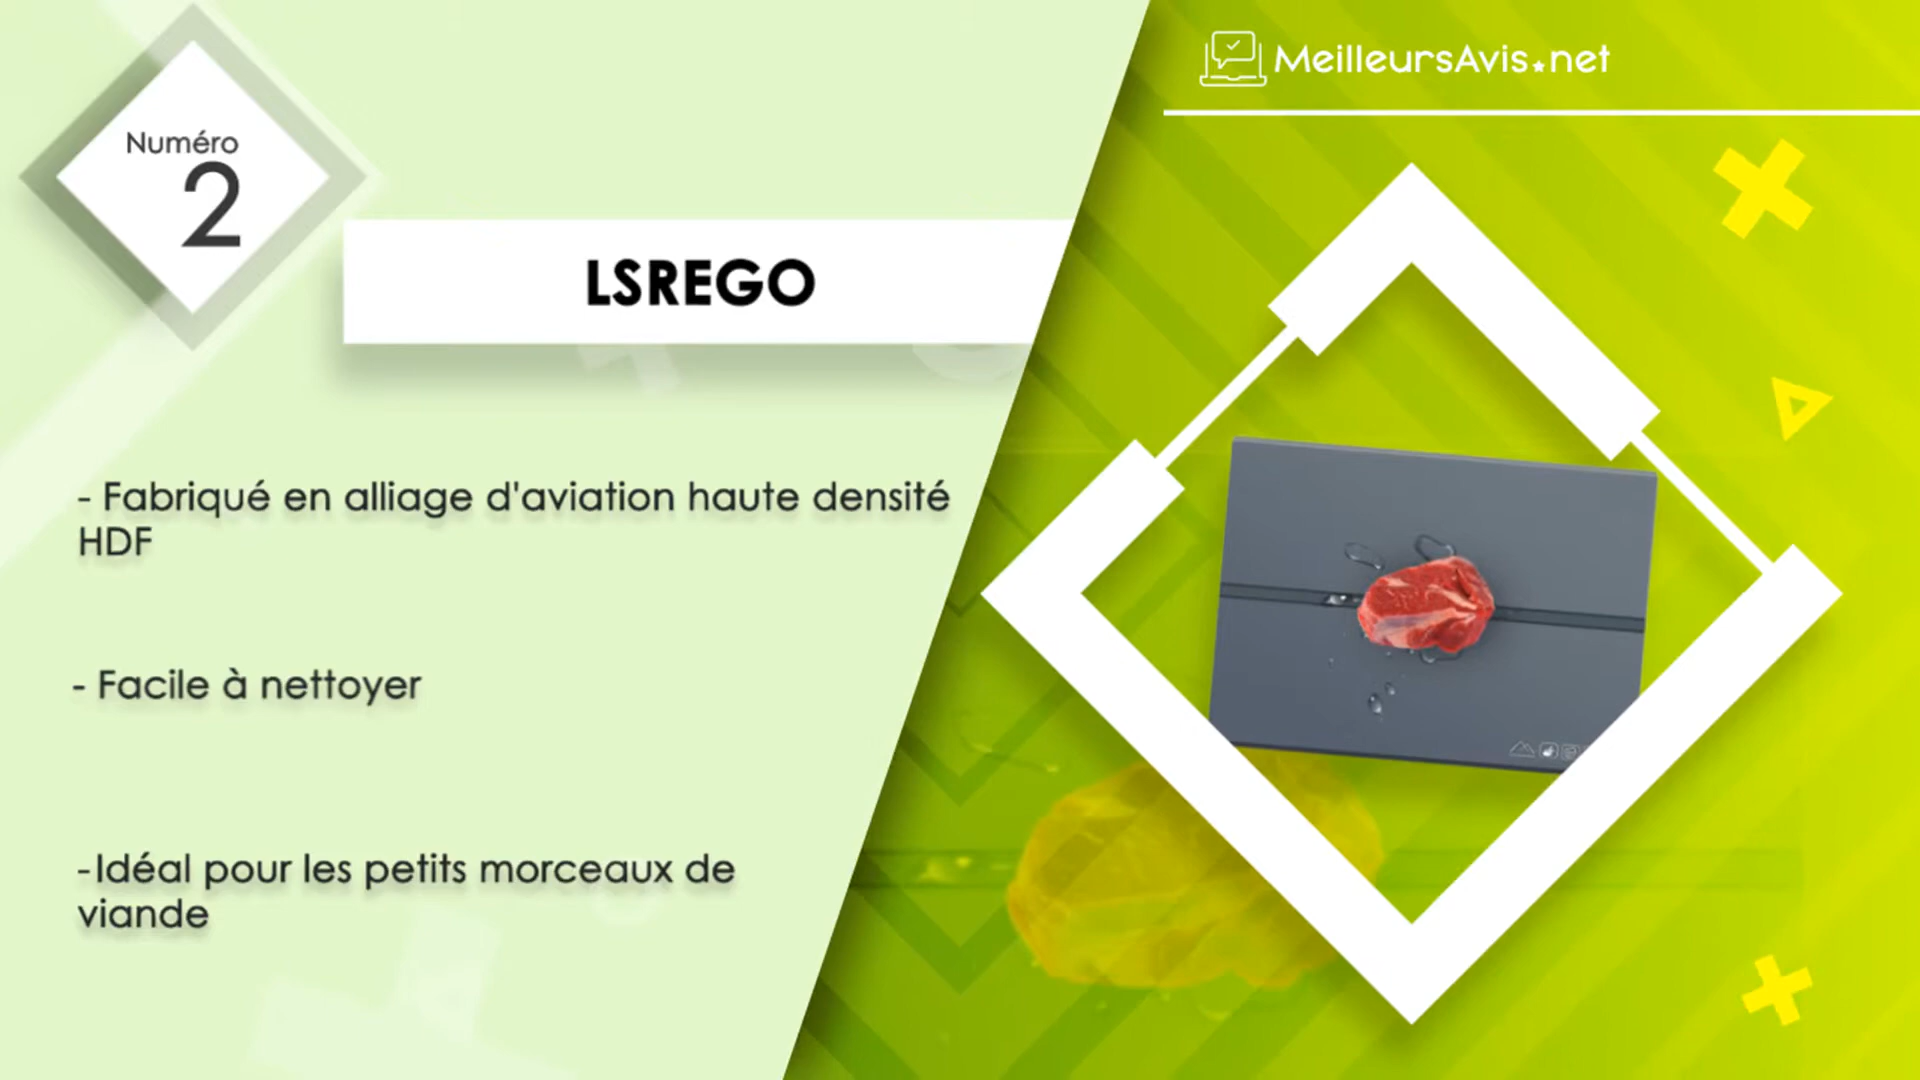 MeilleursAvis★net
Numéro
2
LSREGO
- Fabriqué en alliage d'aviation haute densité
HDF
- Facile à nettoyer
-Idéal pour les petits morceaux de
viande